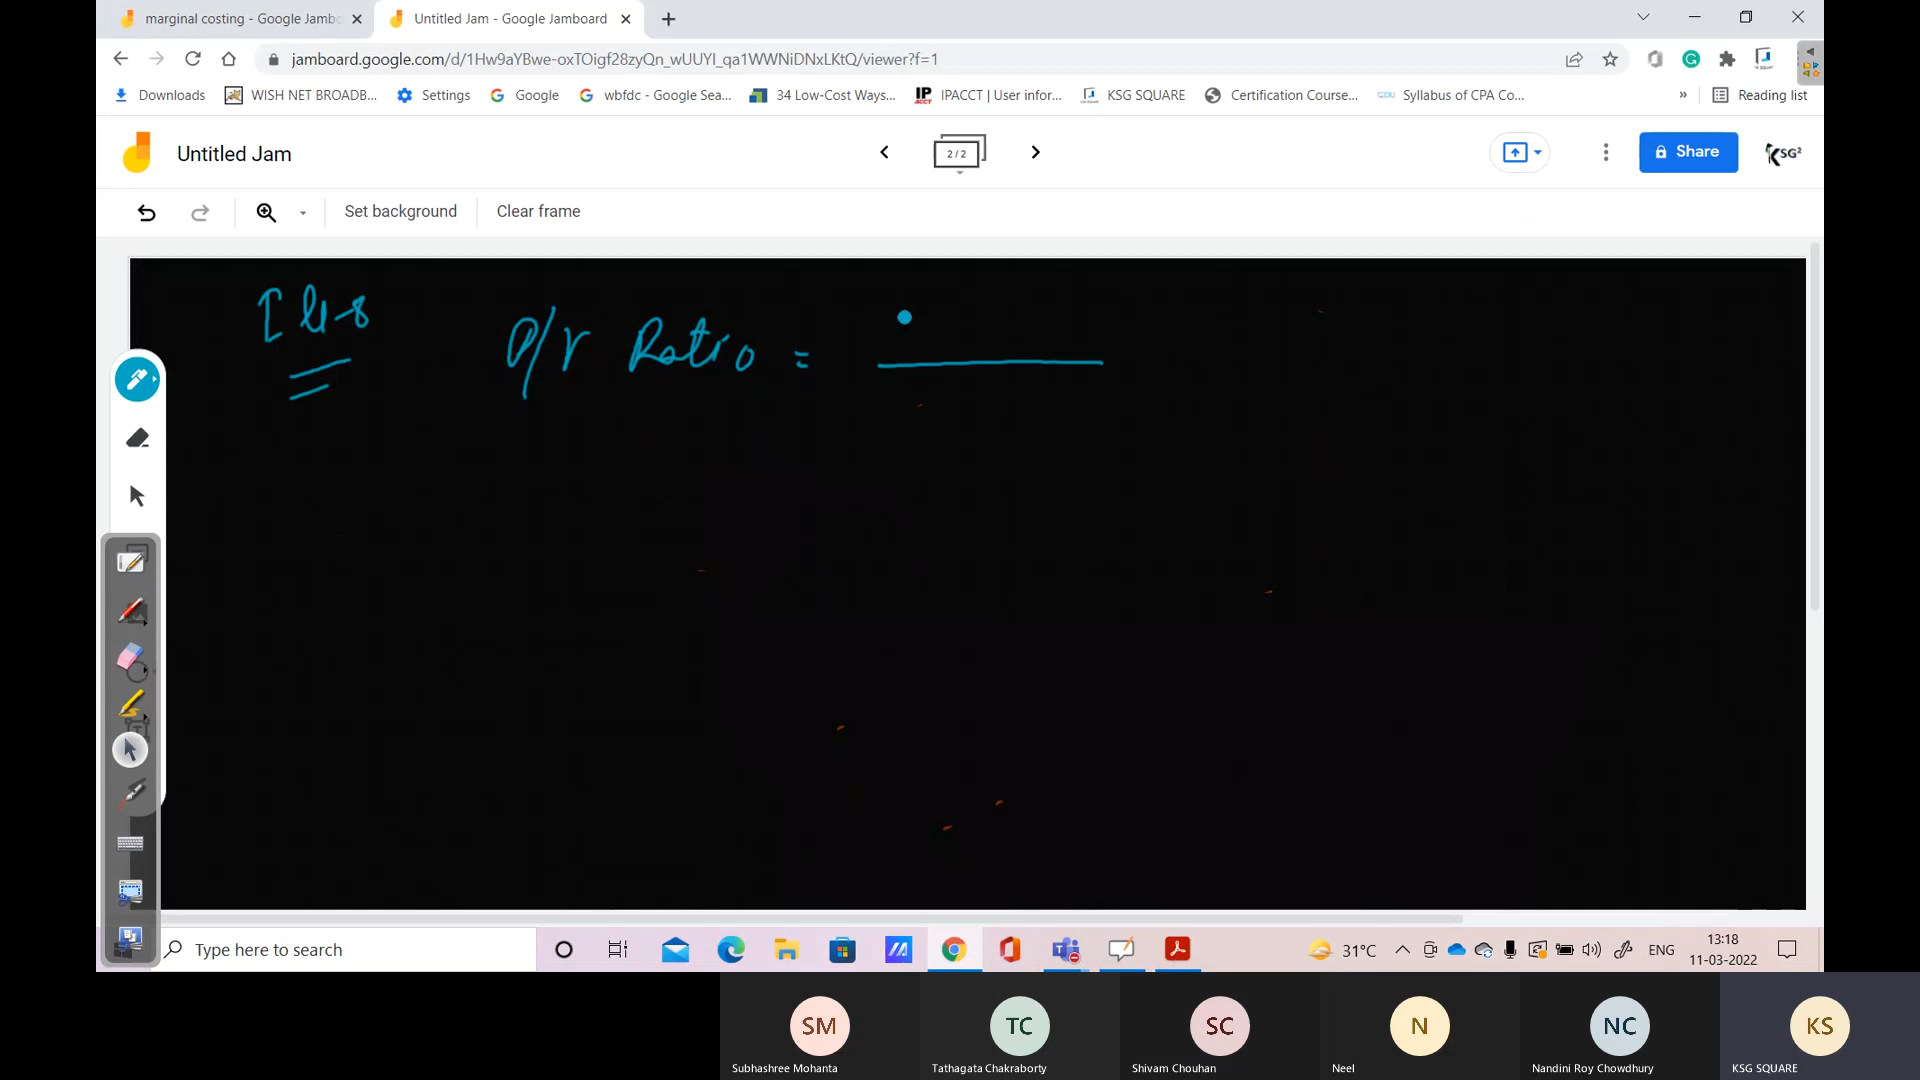 marginal costing - Google Jambo
Untitled Jam - Google Jamboard
jamboard.google.com/d/1Hw9aYBwe-oxTOigf28zyQn_wUUYI_qa1WWNiDNxLKtQ/viewer?f=1
Downloads WISH NET BROADB... Settings Google wbfdc - Google Sea... 34 Low-Cost Ways... IPACCT | User infor... KSG SQUARE Certification Course... Syllabus of CPA Co... » Reading list
Untitled Jam 2 / 2 Share KSG²
Set background Clear frame
P/V Ratio =
Type here to search 31°C ENG 13:18
11-03-2022
SM TC SC N NC KS
Subhashree Mohanta Tathagata Chakraborty Shivam Chouhan Neel Nandini Roy Chowdhury KSG SQUARE